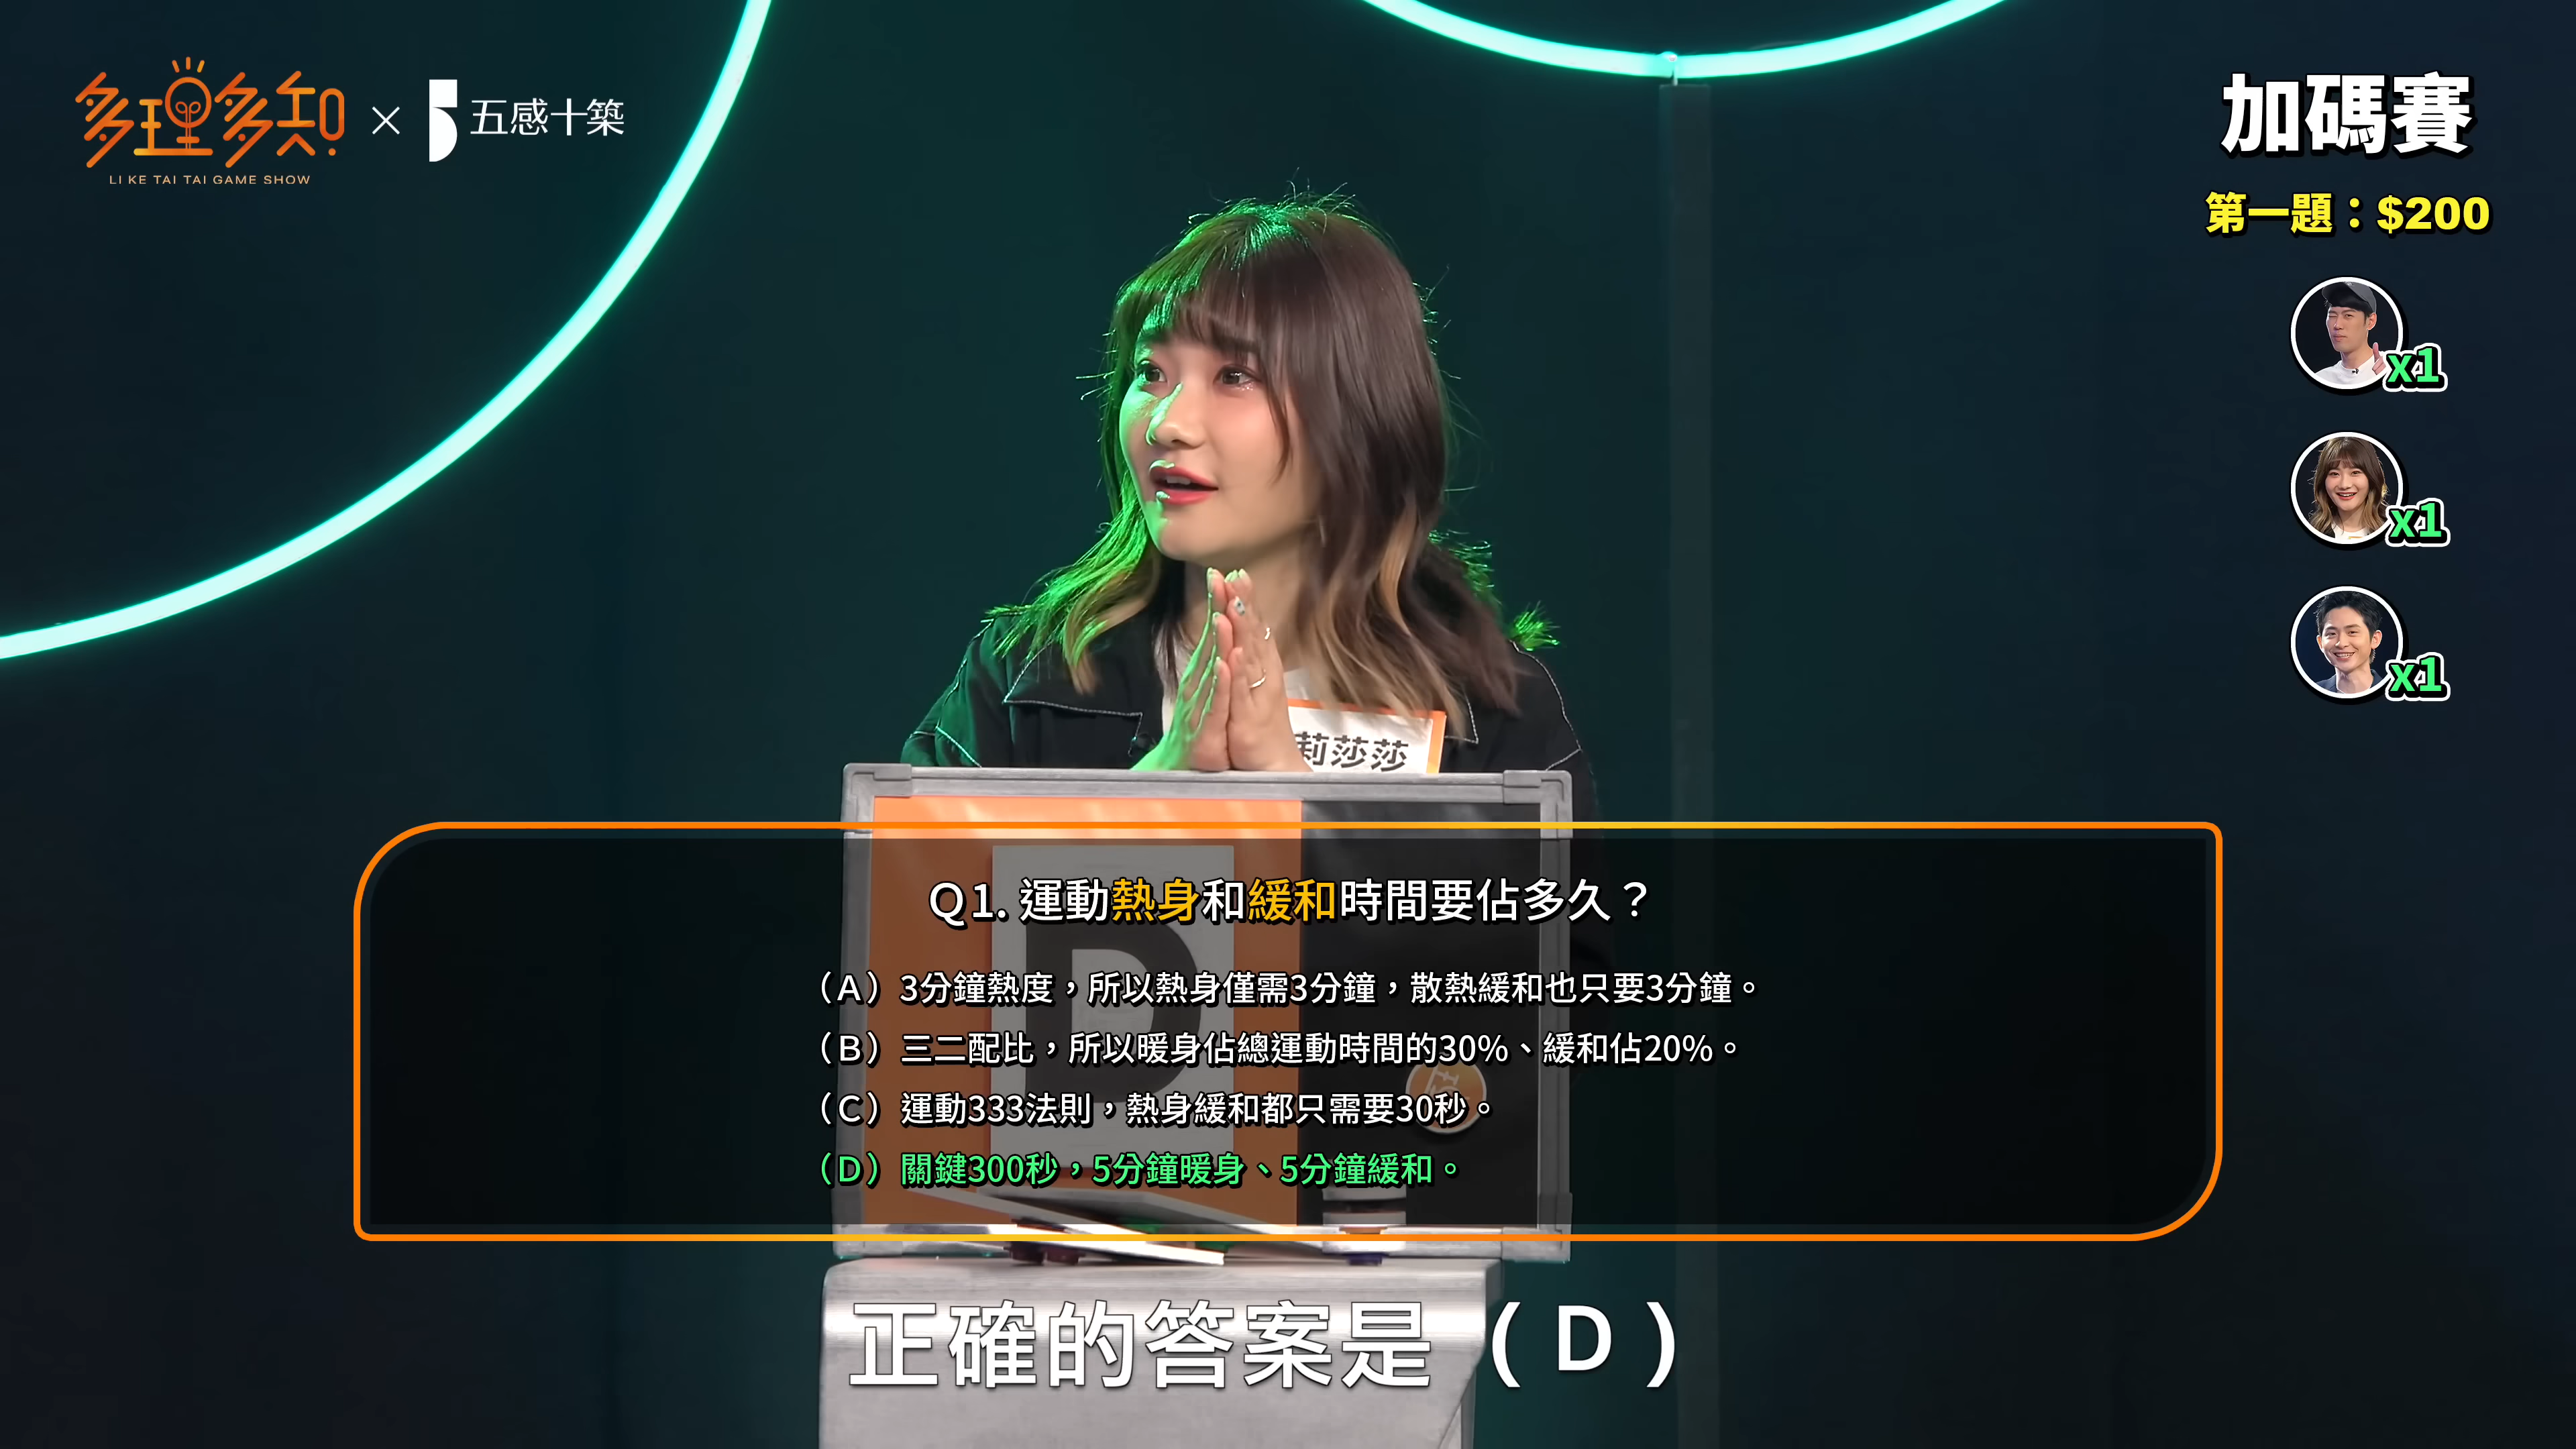 多理多知
LI KE TAI TAI GAME SHOW
×
五感十築
加碼賽
第一題：$200
x1
x1
x1
莉莎莎
D
Q1. 運動熱身和緩和時間要佔多久？
（A）3分鐘熱度，所以熱身僅需3分鐘，散熱緩和也只要3分鐘。
（B）三二配比，所以暖身佔總運動時間的30%、緩和佔20%。
（C）運動333法則，熱身緩和都只需要30秒。
（D）關鍵300秒，5分鐘暖身、5分鐘緩和。
正確的答案是（D）